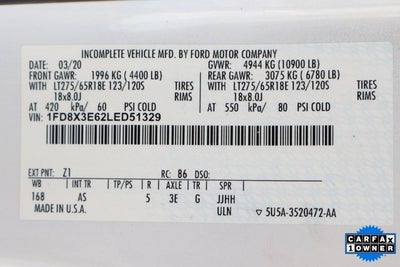 INCOMPLETE VEHICLE MFD. BY FORD MOTOR COMPANY
DATE: 03/20 GVWR: 4944 KG (10900 LB)
FRONT GAWR: 1996 KG (4400 LB) REAR GAWR: 3075 KG (6780 LB)
WITH LT275/65R18E 123/120S TIRES WITH LT275/65R18E 123/120S TIRES
18x8.0J RIMS 18x8.0J RIMS
AT 420 kPa/ 60 PSI COLD AT 550 kPa/ 80 PSI COLD
VIN: 1FD8X3E62LED51329
EXT PNT: Z1 RC: 86 DSO:
WB INT TR TP/PS R AXLE TR SPR
168 AS 5 3E G JJHH
MADE IN U.S.A. ULN ▽ 5U5A-3520472-AA
CARFAX
1 OWNER